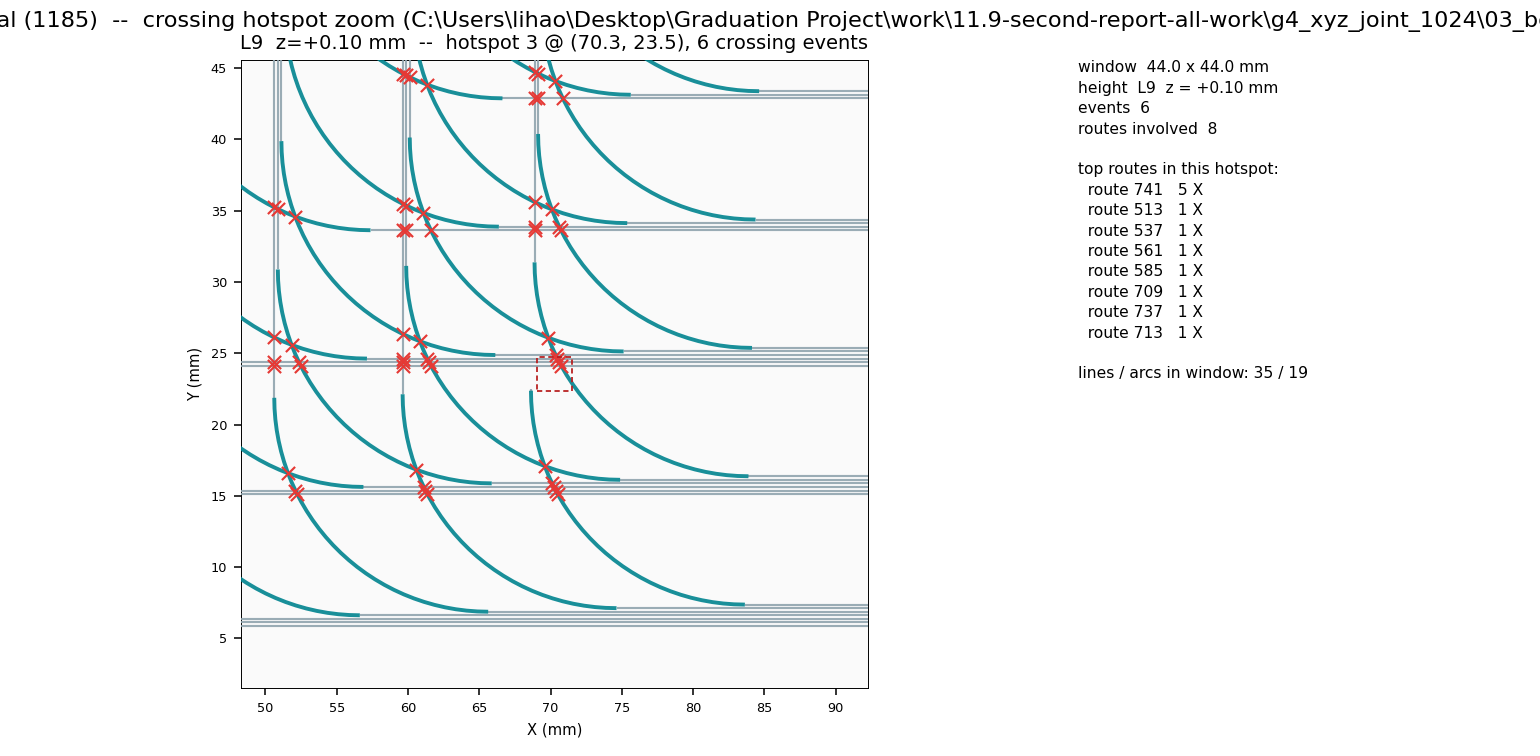 al (1185)  --  crossing hotspot zoom (C:\Users\lihao\Desktop\Graduation Project\work\11.9-second-report-all-work\g4_xyz_joint_1024\03_b
L9  z=+0.10 mm  --  hotspot 3 @ (70.3, 23.5), 6 crossing events
window  44.0 x 44.0 mm
height  L9  z = +0.10 mm
events  6
routes involved  8
top routes in this hotspot:
route 741   5 X
route 513   1 X
route 537   1 X
route 561   1 X
route 585   1 X
route 709   1 X
route 737   1 X
route 713   1 X
lines / arcs in window: 35 / 19
45
40
35
30
25
20
15
10
5
Y (mm)
50
55
60
65
70
75
80
85
90
X (mm)